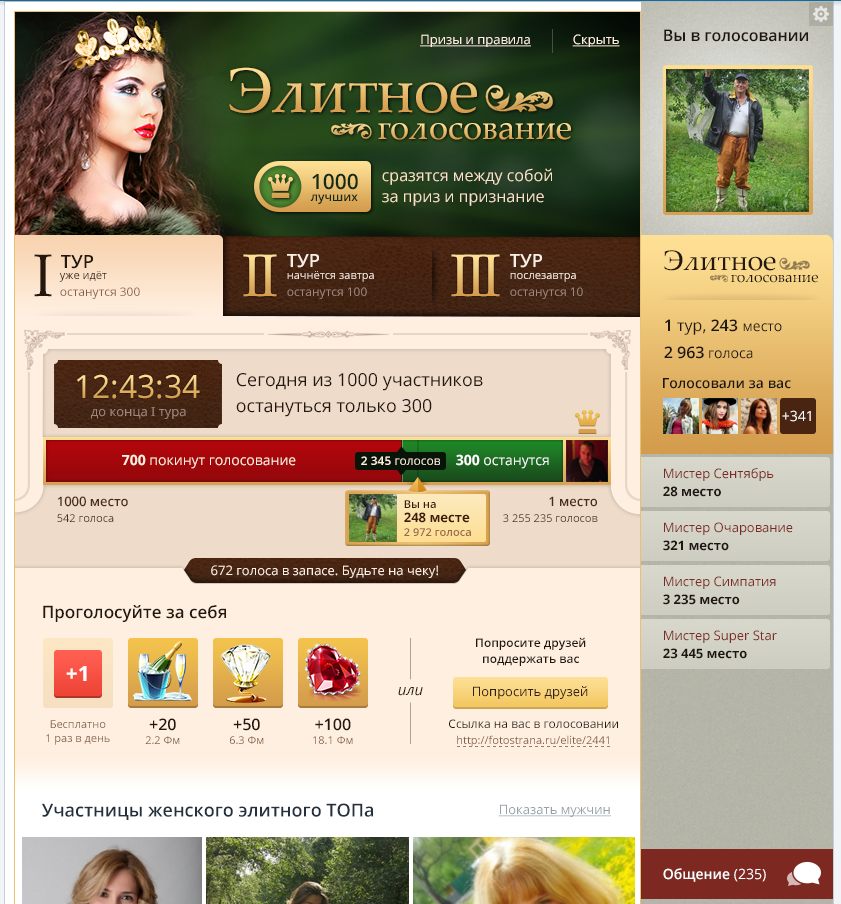 Призы и правила
Скрыть
Элитное
голосование
1000
лучших
сразятся между собой
за приз и признание
I ТУР
уже идёт
останутся 300
II ТУР
начнётся завтра
останутся 100
III ТУР
послезавтра
останутся 10
12:43:34
до конца I тура
Сегодня из 1000 участников
останутся только 300
700 покинут голосование
2 345 голосов
300 останутся
1000 место
542 голоса
Вы на
248 месте
2 972 голоса
1 место
3 255 235 голосов
672 голоса в запасе. Будьте на чеку!
Проголосуйте за себя
+1
Бесплатно
1 раз в день
+20
2.2 Фм
+50
6.3 Фм
+100
18.1 Фм
или
Попросите друзей
поддержать вас
Попросить друзей
Ссылка на вас в голосовании
http://fotostrana.ru/elite/2441
Участницы женского элитного ТОПа
Показать мужчин
Вы в голосовании
Элитное
голосование
1 тур, 243 место
2 963 голоса
Голосовали за вас
+341
Мистер Сентябрь
28 место
Мистер Очарование
321 место
Мистер Симпатия
3 235 место
Мистер Super Star
23 445 место
Общение (235)